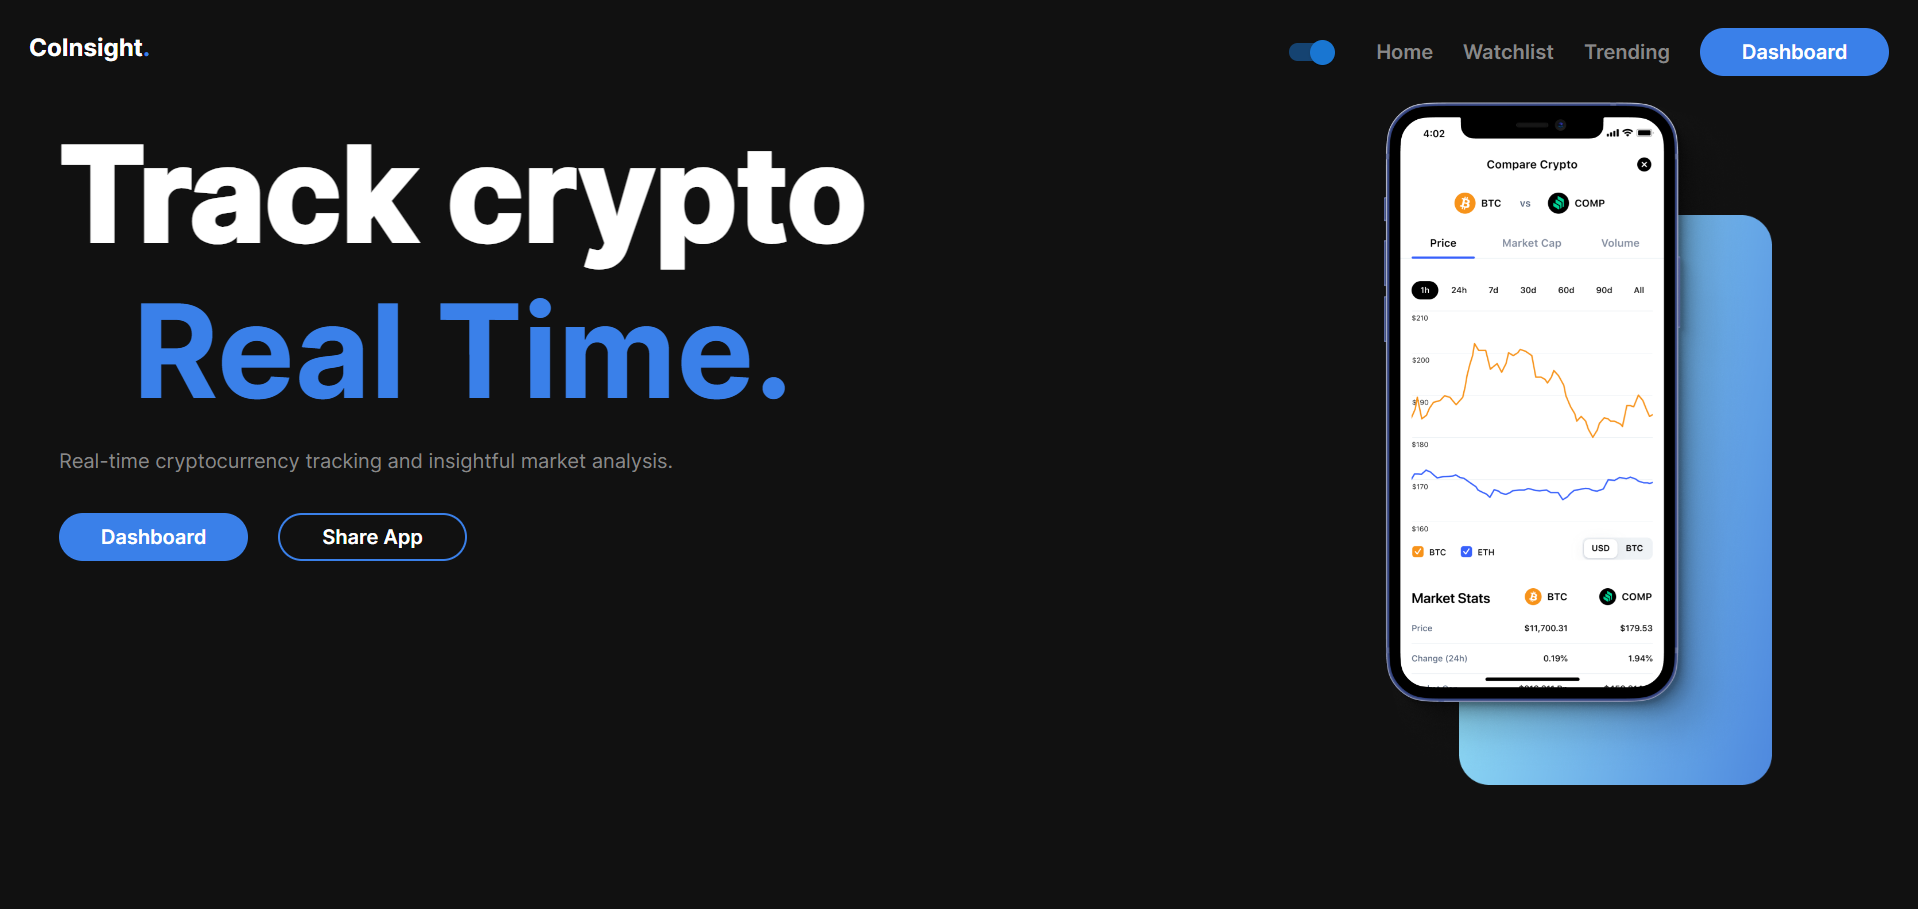 CoInsight.
Home Watchlist Trending Dashboard
Track crypto
Real Time.
Real-time cryptocurrency tracking and insightful market analysis.
Dashboard Share App
4:02
Compare Crypto
BTC vs COMP
Price Market Cap Volume
1h 24h 7d 30d 60d 90d All
$210
$200
$190
$180
$170
$160
BTC ETH USD BTC
Market Stats BTC COMP
Price $11,700.31 $179.53
Change (24h) 0.19% 1.94%